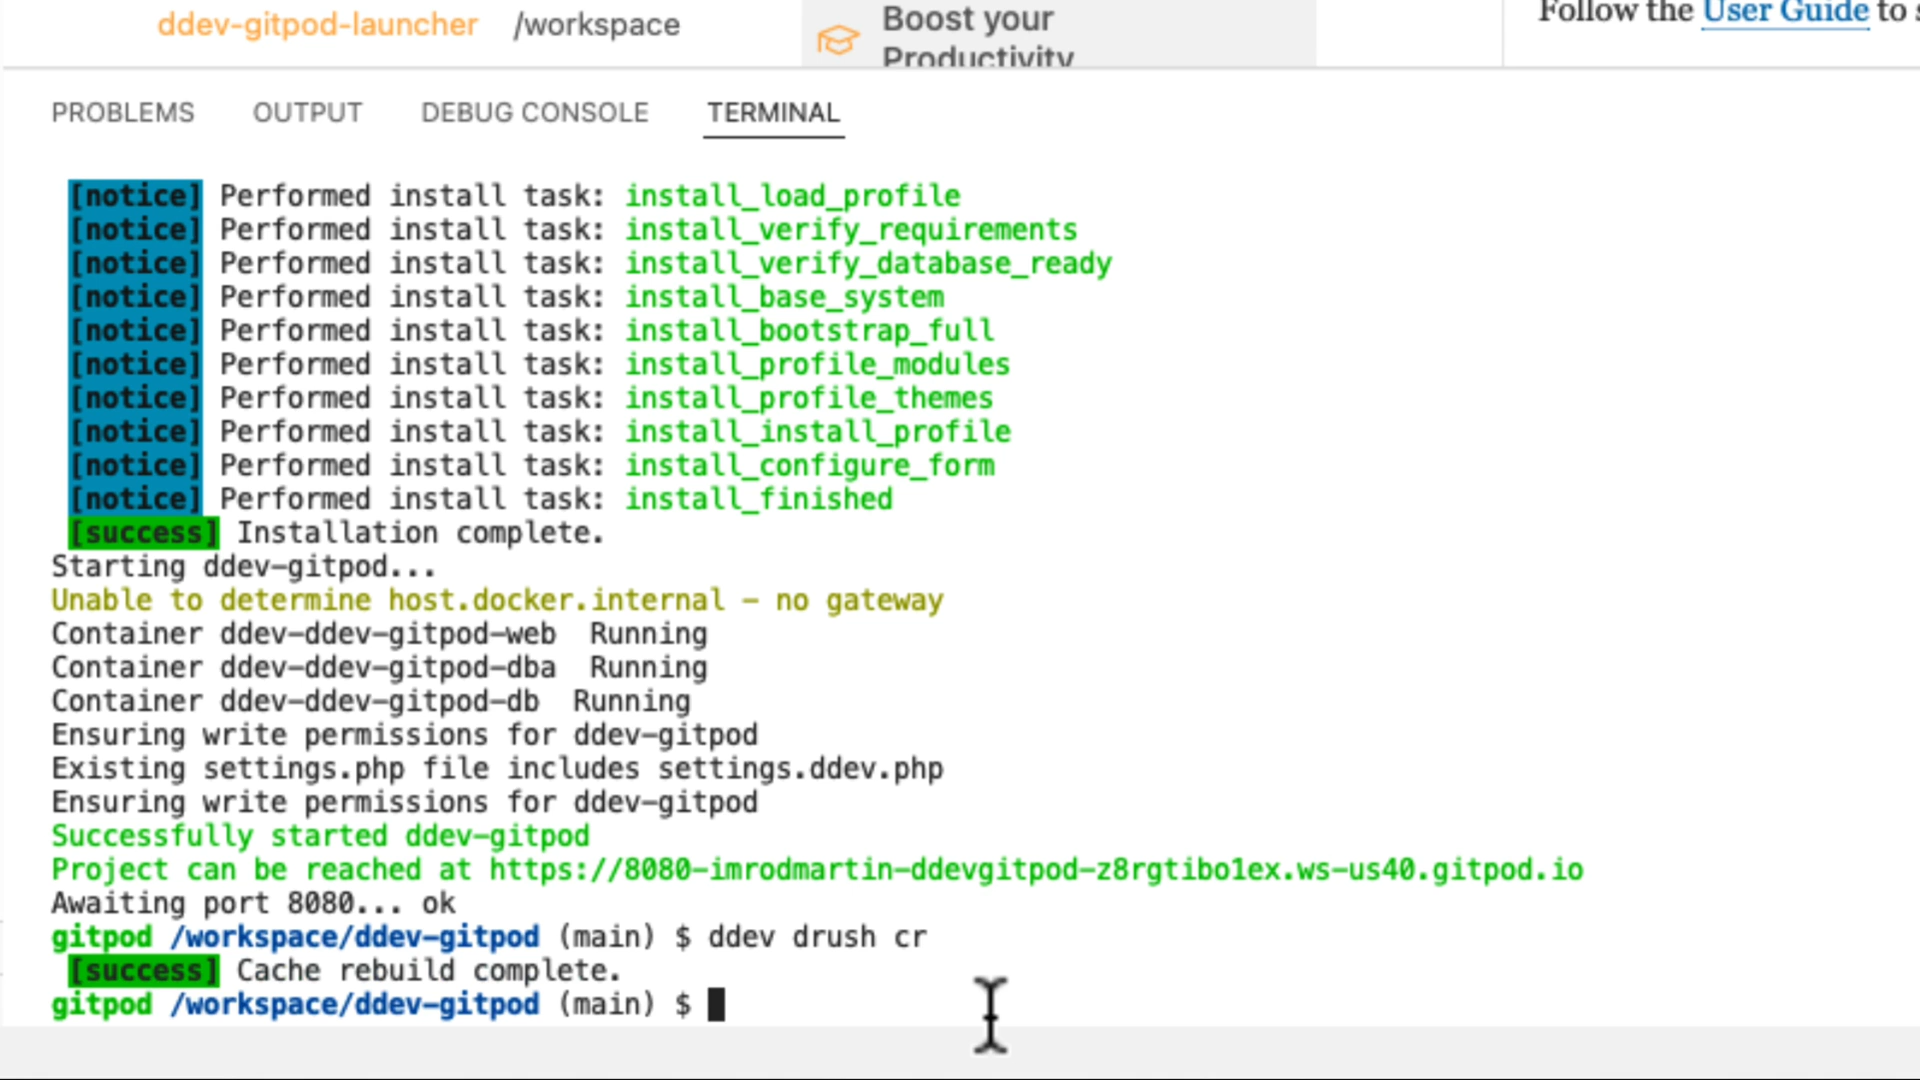 ddev-gitpod-launcher /workspace
Boost your
Productivity
Follow the User Guide to
PROBLEMS OUTPUT DEBUG CONSOLE TERMINAL
[notice] Performed install task: install_load_profile
[notice] Performed install task: install_verify_requirements
[notice] Performed install task: install_verify_database_ready
[notice] Performed install task: install_base_system
[notice] Performed install task: install_bootstrap_full
[notice] Performed install task: install_profile_modules
[notice] Performed install task: install_profile_themes
[notice] Performed install task: install_install_profile
[notice] Performed install task: install_configure_form
[notice] Performed install task: install_finished
[success] Installation complete.
Starting ddev-gitpod...
Unable to determine host.docker.internal – no gateway
Container ddev-ddev-gitpod-web  Running
Container ddev-ddev-gitpod-dba  Running
Container ddev-ddev-gitpod-db  Running
Ensuring write permissions for ddev-gitpod
Existing settings.php file includes settings.ddev.php
Ensuring write permissions for ddev-gitpod
Successfully started ddev-gitpod
Project can be reached at https://8080-imrodmartin-ddevgitpod-z8rgtibo1ex.ws-us40.gitpod.io
Awaiting port 8080... ok
gitpod /workspace/ddev-gitpod (main) $ ddev drush cr
[success] Cache rebuild complete.
gitpod /workspace/ddev-gitpod (main) $